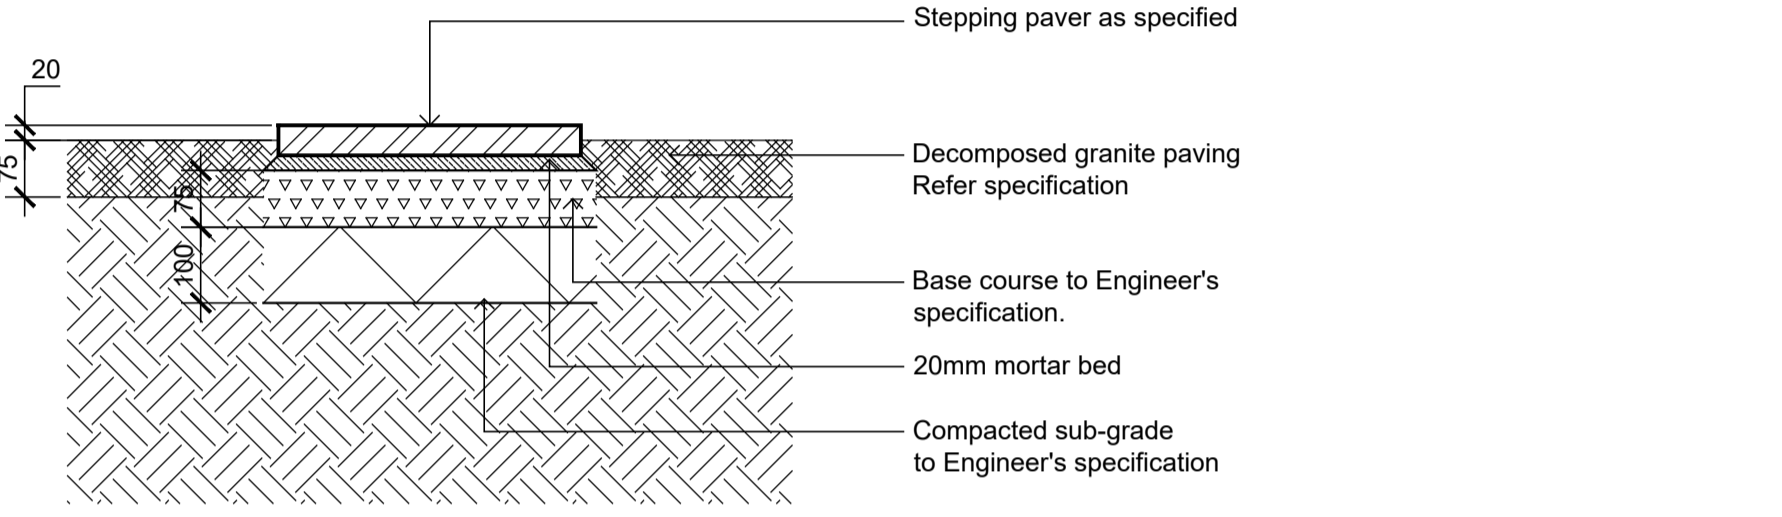 Stepping paver as specified
20
75
Decomposed granite paving
Refer specification
75
100
Base course to Engineer's
specification.
20mm mortar bed
Compacted sub-grade
to Engineer's specification